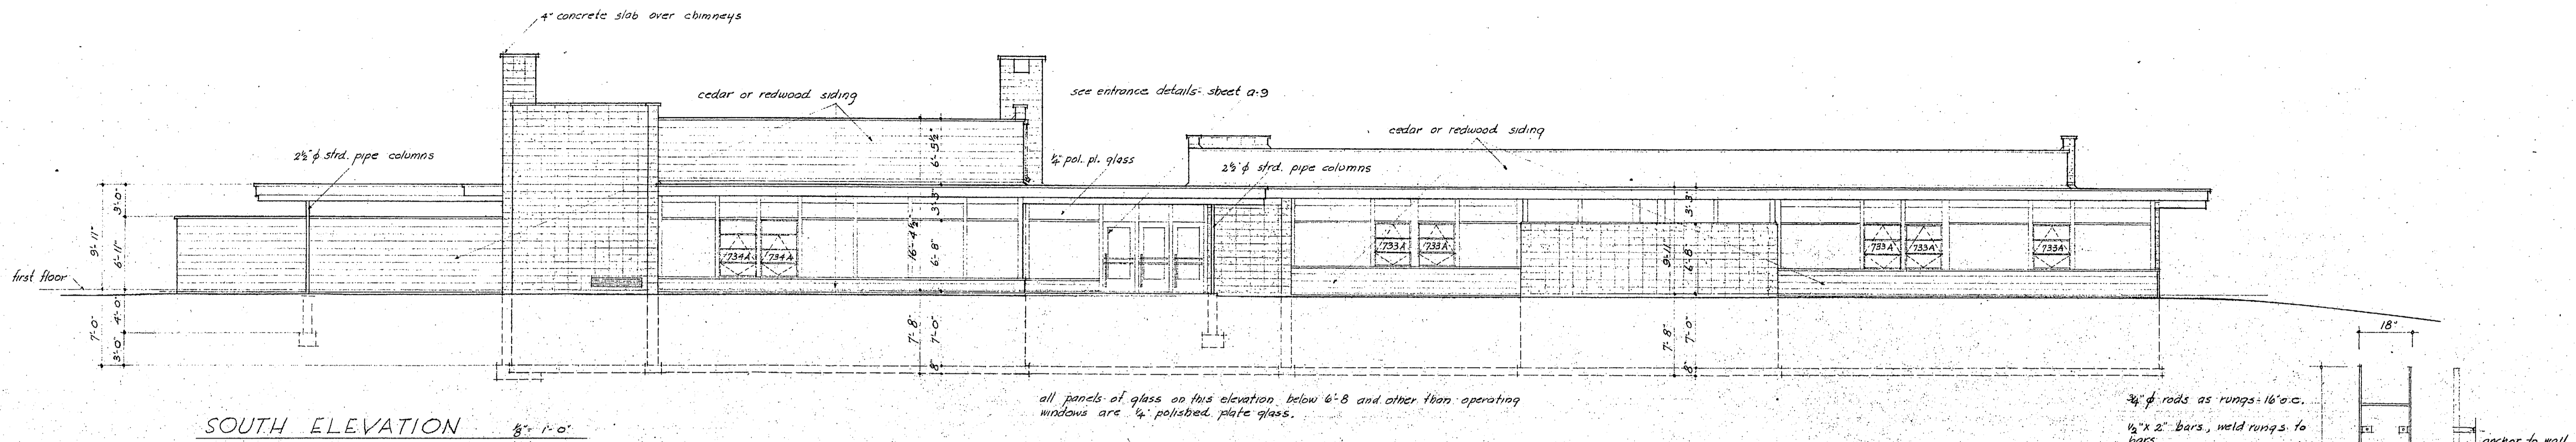 4" concrete slab over chimneys
cedar or redwood siding
see entrance details- sheet a-9
cedar or redwood siding
2½" ϕ strd. pipe columns
¼" pol. pl. glass
2½" ϕ strd. pipe columns
6'-5½"
3'-0"
3'-3"
3'-3"
9'-11"
6'-11"
16'-4½"
6'-8"
9'-11
6'-8"
734A
734A
733A
733A
733A
733A
733A
first floor
7'-0"
4'-0"
3'-0"
7'-8"
7'-0"
8"
7'-8"
7'-0"
8"
18"
all panels of glass on this elevation below 6'-8 and other than operating
windows are ¼" polished plate glass.
¾" ϕ rods as rungs-16"o.c.
½"x 2" bars, weld rungs to
bars
anchor to wall
SOUTH ELEVATION ⅛"= 1'-0"